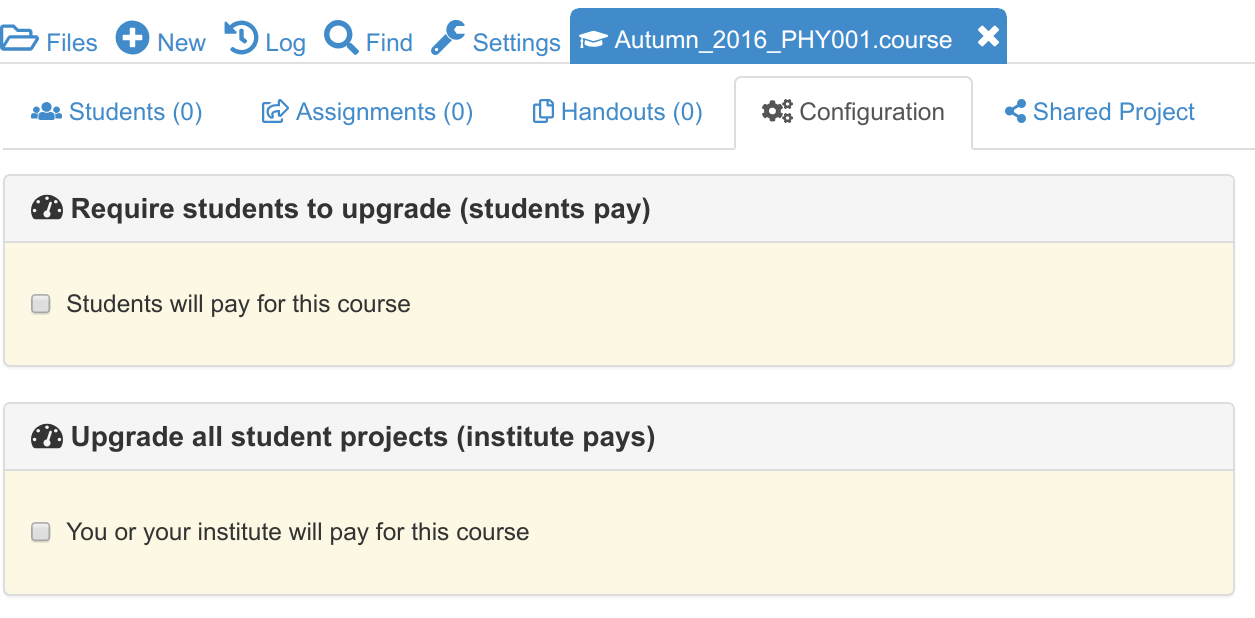 Files New Log Find Settings Autumn_2016_PHY001.course
Students (0) Assignments (0) Handouts (0) Configuration Shared Project
Require students to upgrade (students pay)
Students will pay for this course
Upgrade all student projects (institute pays)
You or your institute will pay for this course